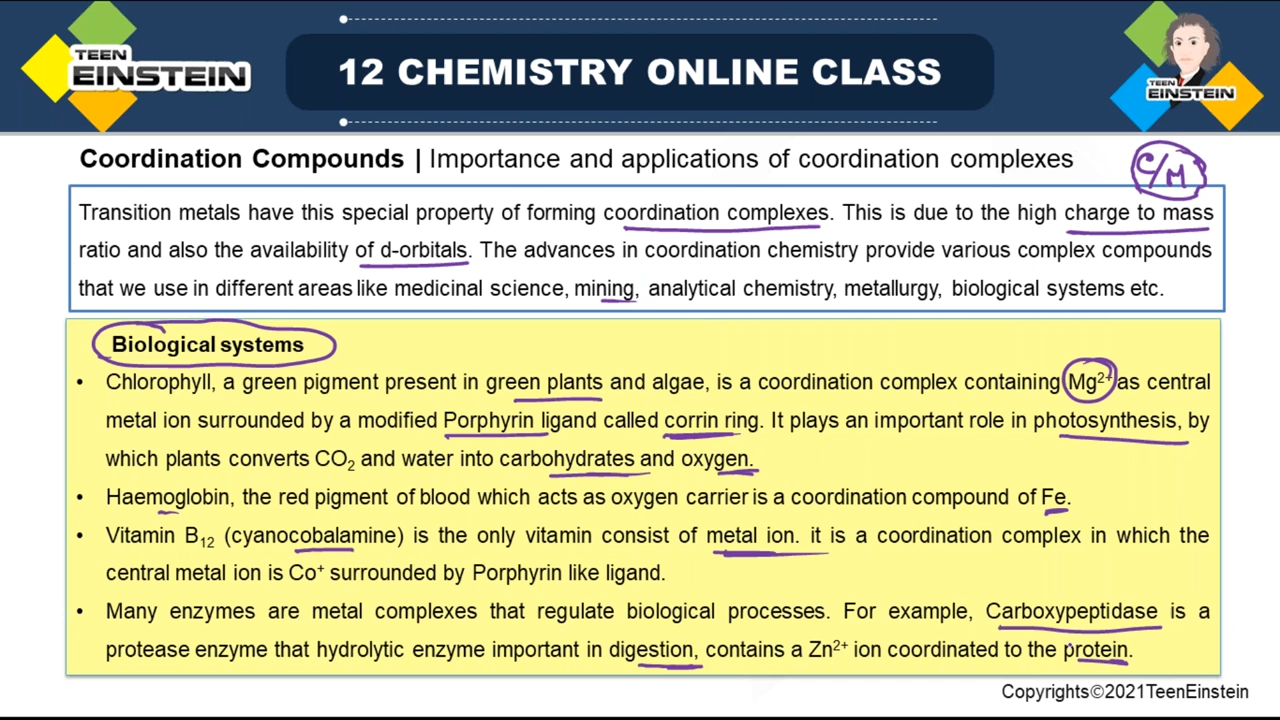 TEEN
EINSTEIN
12 CHEMISTRY ONLINE CLASS
TEEN
EINSTEIN
Coordination Compounds | Importance and applications of coordination complexes
C/M
Transition metals have this special property of forming coordination complexes. This is due to the high charge to mass
ratio and also the availability of d-orbitals. The advances in coordination chemistry provide various complex compounds
that we use in different areas like medicinal science, mining, analytical chemistry, metallurgy, biological systems etc.
Biological systems
• Chlorophyll, a green pigment present in green plants and algae, is a coordination complex containing Mg²⁺ as central
metal ion surrounded by a modified Porphyrin ligand called corrin ring. It plays an important role in photosynthesis, by
which plants converts CO₂ and water into carbohydrates and oxygen.
• Haemoglobin, the red pigment of blood which acts as oxygen carrier is a coordination compound of Fe.
• Vitamin B₁₂ (cyanocobalamine) is the only vitamin consist of metal ion. it is a coordination complex in which the
central metal ion is Co⁺ surrounded by Porphyrin like ligand.
• Many enzymes are metal complexes that regulate biological processes. For example, Carboxypeptidase is a
protease enzyme that hydrolytic enzyme important in digestion, contains a Zn²⁺ ion coordinated to the protein.
Copyrights©2021TeenEinstein